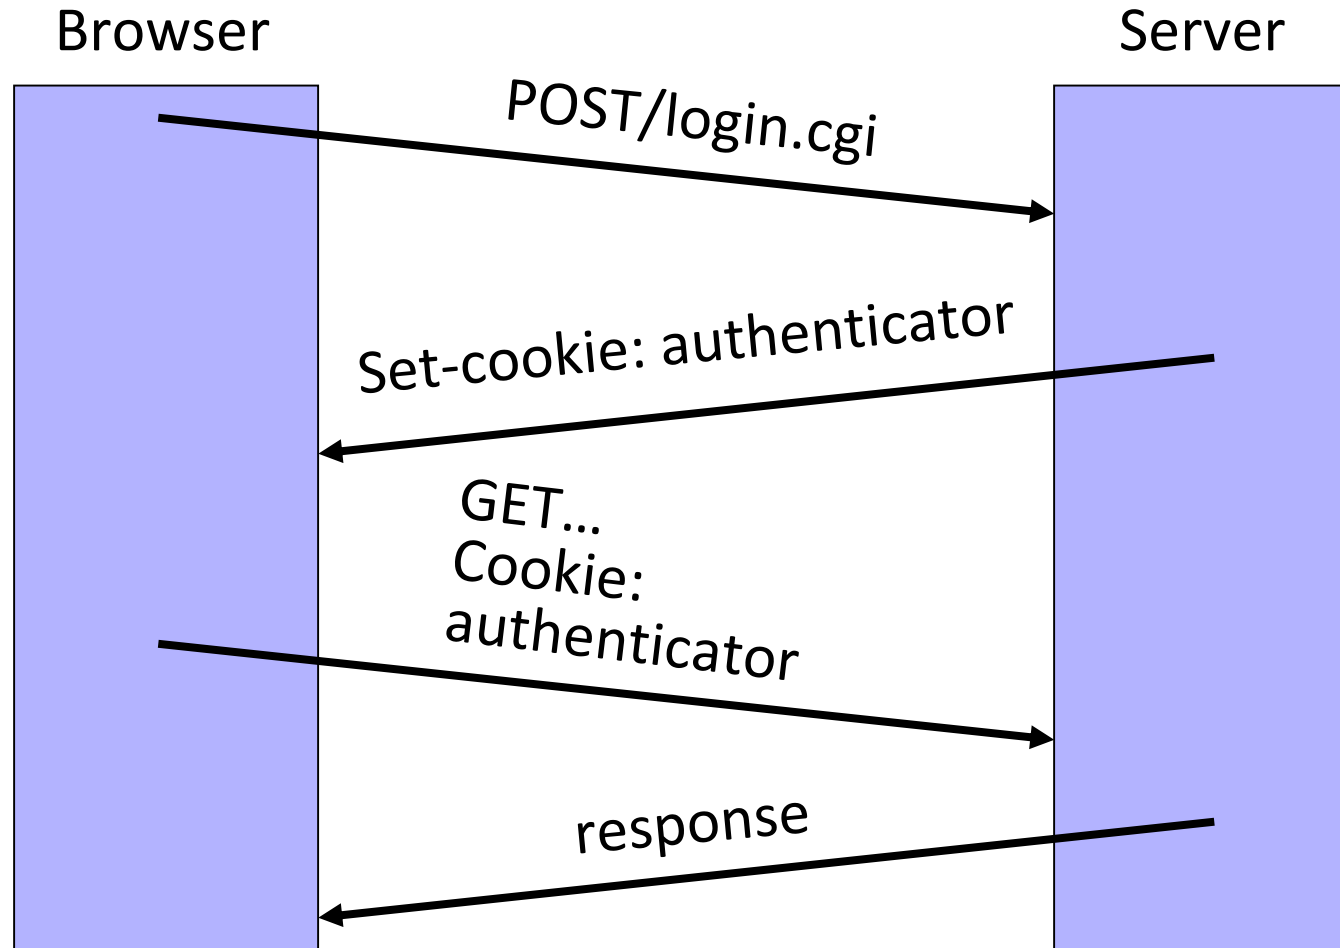 Browser
Server
POST/login.cgi
Set-cookie: authenticator
GET...
Cookie:
authenticator
response